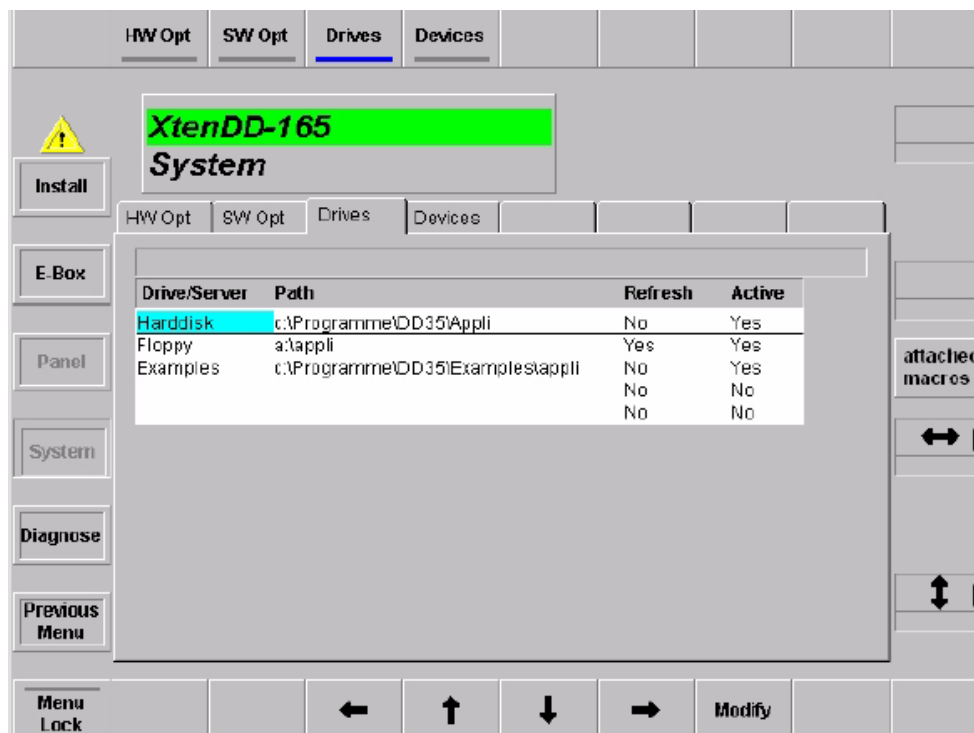 HW Opt SW Opt Drives Devices
XtenDD-165
System
Install
HW Opt SW Opt Drives Devices
E-Box
Drive/Server Path Refresh Active
Harddisk c:\Programme\DD35\Appli No Yes
Floppy a:\appli Yes Yes
Examples c:\Programme\DD35\Examples\appli No Yes
No No
No No
Panel
attached
macros
System
Diagnose
Previous
Menu
Menu
Lock
Modify